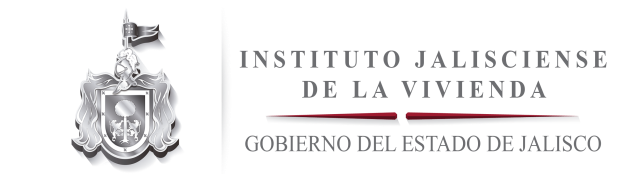 INSTITUTO JALISCIENSE
DE LA VIVIENDA
GOBIERNO DEL ESTADO DE JALISCO